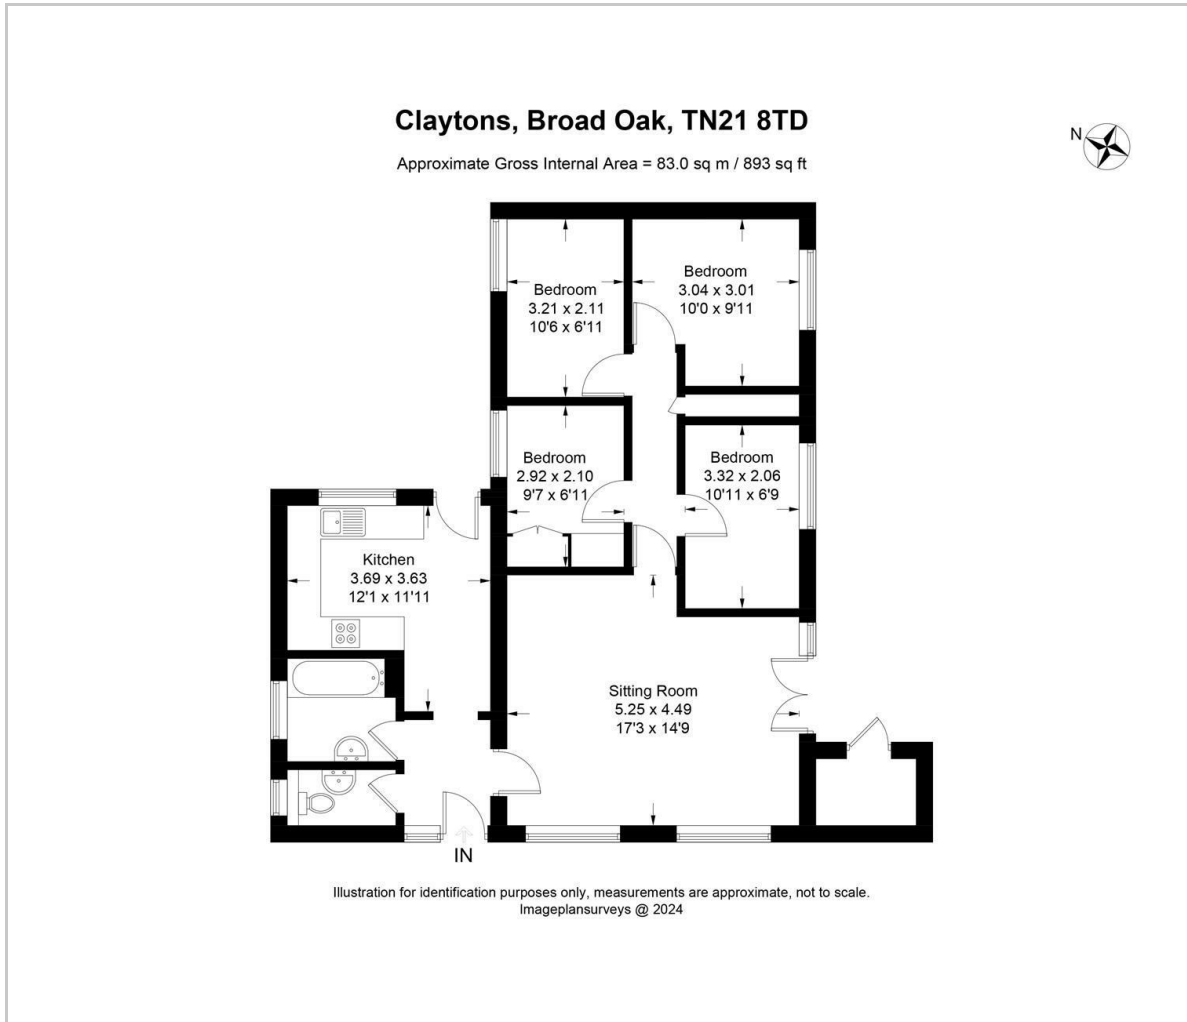 Claytons, Broad Oak, TN21 8TD
Approximate Gross Internal Area = 83.0 sq m / 893 sq ft
N
Bedroom
3.21 x 2.11
10'6 x 6'11
Bedroom
3.04 x 3.01
10'0 x 9'11
Bedroom
2.92 x 2.10
9'7 x 6'11
Bedroom
3.32 x 2.06
10'11 x 6'9
Kitchen
3.69 x 3.63
12'1 x 11'11
Sitting Room
5.25 x 4.49
17'3 x 14'9
IN
Illustration for identification purposes only, measurements are approximate, not to scale.
Imageplansurveys @ 2024